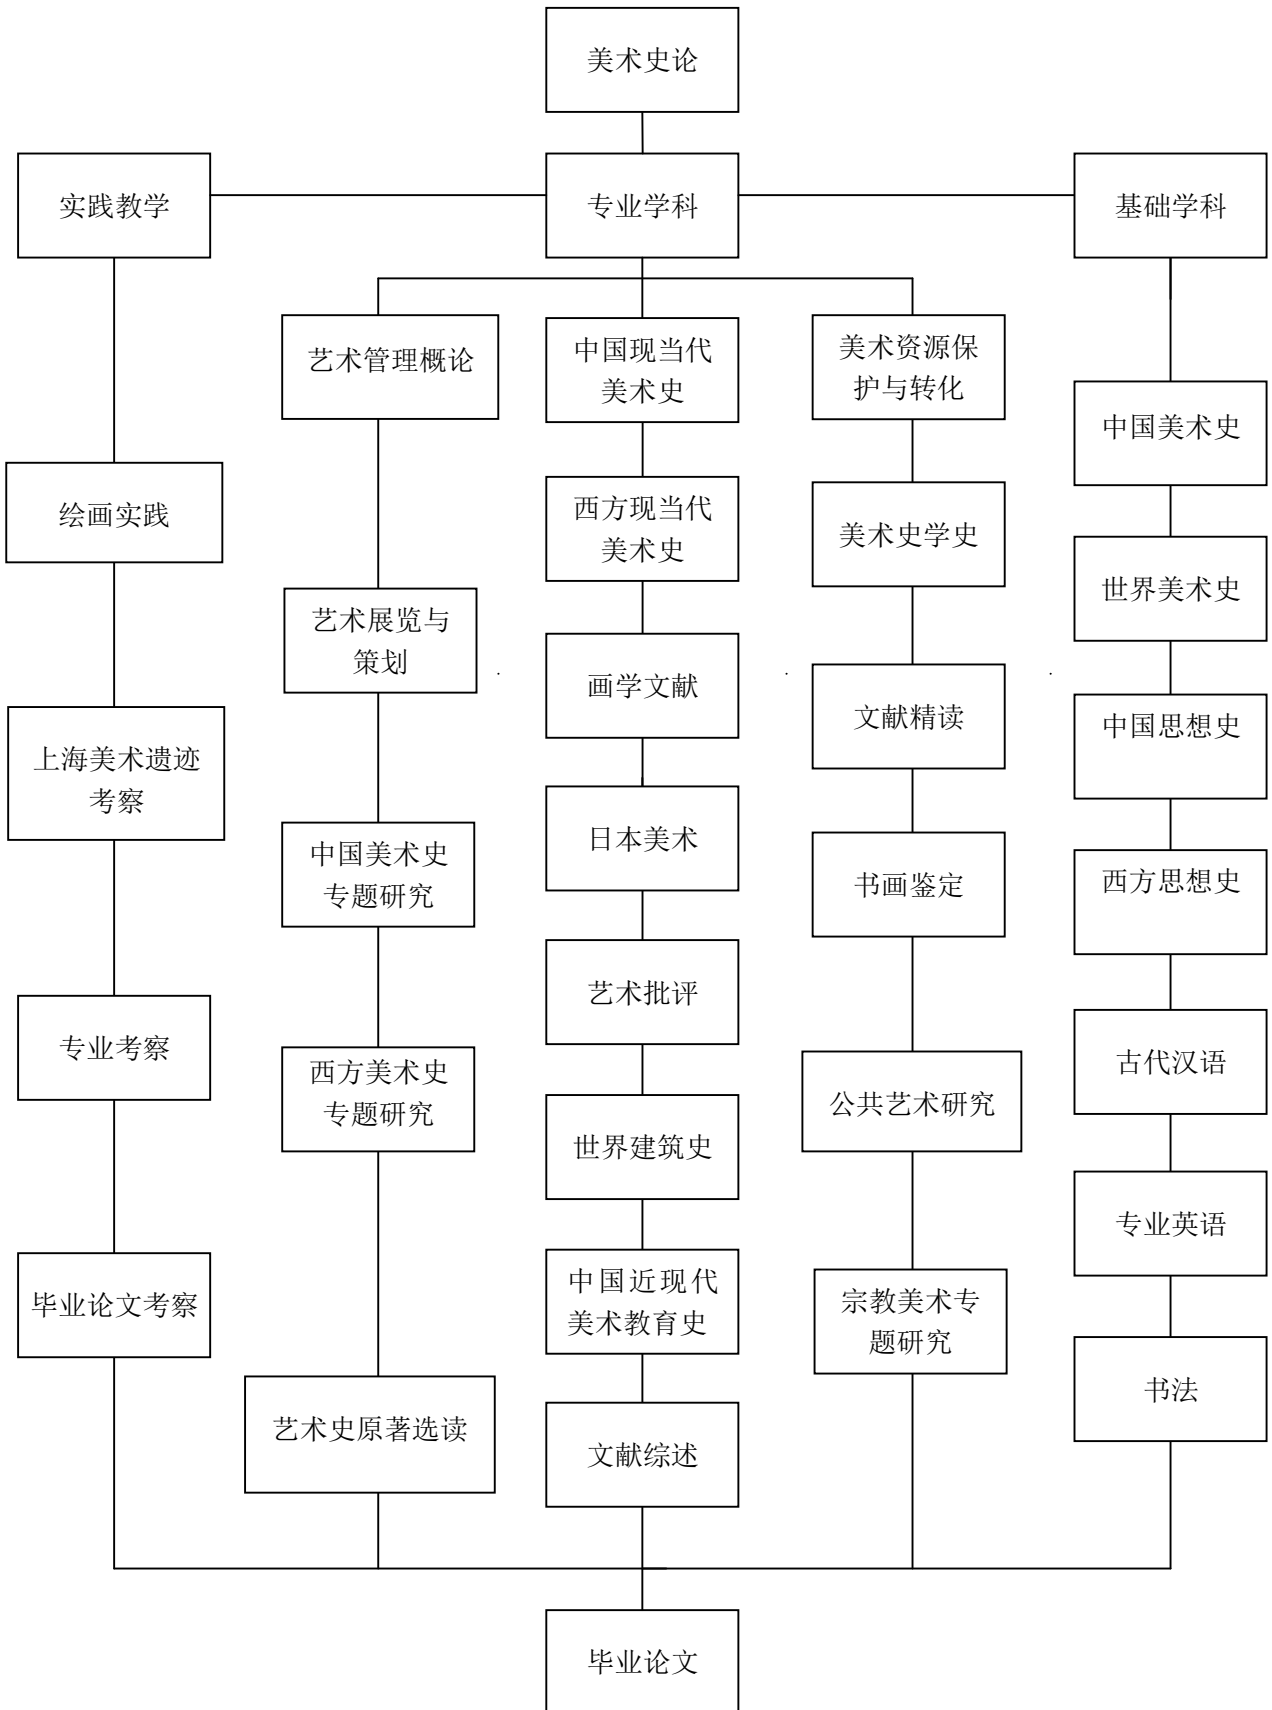 美术史论
实践教学
专业学科
基础学科
绘画实践
上海美术遗迹
考察
专业考察
毕业论文考察
艺术管理概论
艺术展览与
策划
中国美术史
专题研究
西方美术史
专题研究
艺术史原著选读
中国现当代
美术史
西方现当代
美术史
画学文献
日本美术
艺术批评
世界建筑史
中国近现代
美术教育史
文献综述
美术资源保
护与转化
美术史学史
文献精读
书画鉴定
公共艺术研究
宗教美术专
题研究
中国美术史
世界美术史
中国思想史
西方思想史
古代汉语
专业英语
书法
毕业论文